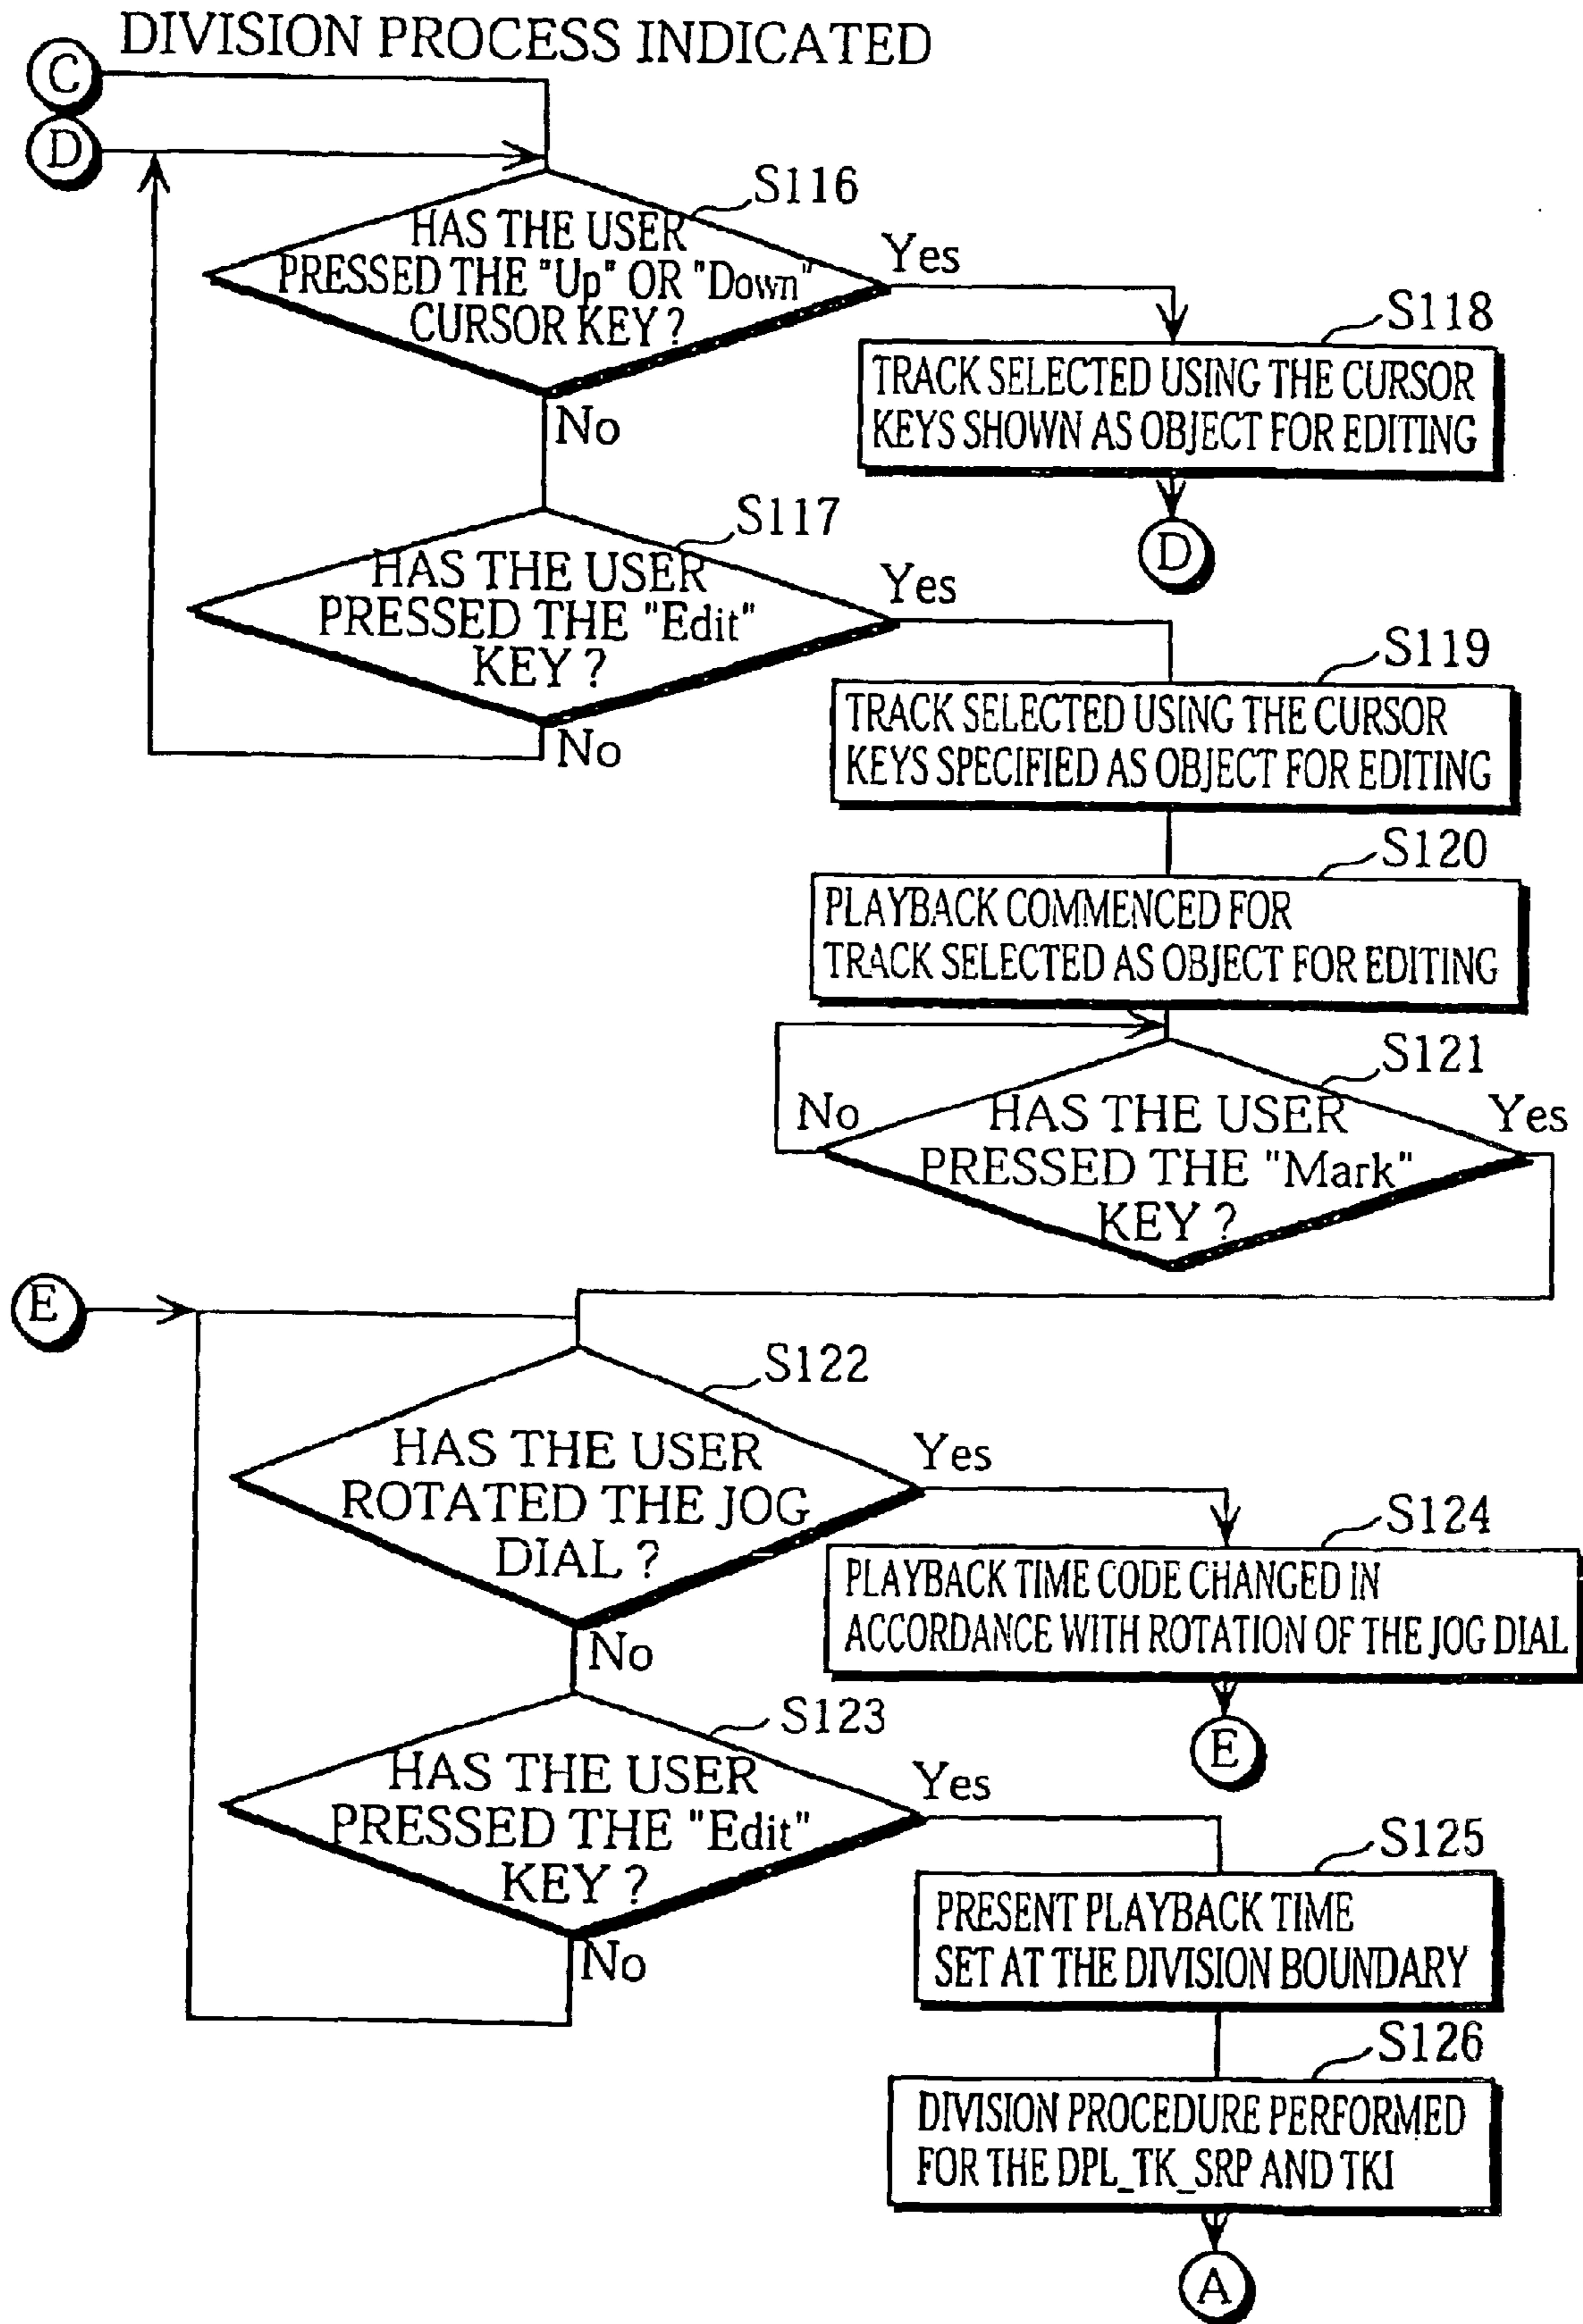 DIVISION PROCESS INDICATED
C
D
S116
HAS THE USER
PRESSED THE "Up" OR "Down"
CURSOR KEY ?
Yes
No
S118
TRACK SELECTED USING THE CURSOR
KEYS SHOWN AS OBJECT FOR EDITING
D
S117
HAS THE USER
PRESSED THE "Edit"
KEY ?
Yes
No
S119
TRACK SELECTED USING THE CURSOR
KEYS SPECIFIED AS OBJECT FOR EDITING
S120
PLAYBACK COMMENCED FOR
TRACK SELECTED AS OBJECT FOR EDITING
S121
No
HAS THE USER
PRESSED THE "Mark"
KEY ?
Yes
E
S122
HAS THE USER
ROTATED THE JOG
DIAL ?
Yes
No
S124
PLAYBACK TIME CODE CHANGED IN
ACCORDANCE WITH ROTATION OF THE JOG DIAL
E
S123
HAS THE USER
PRESSED THE "Edit"
KEY ?
Yes
No
S125
PRESENT PLAYBACK TIME
SET AT THE DIVISION BOUNDARY
S126
DIVISION PROCEDURE PERFORMED
FOR THE DPL_TK_SRP AND TKI
A